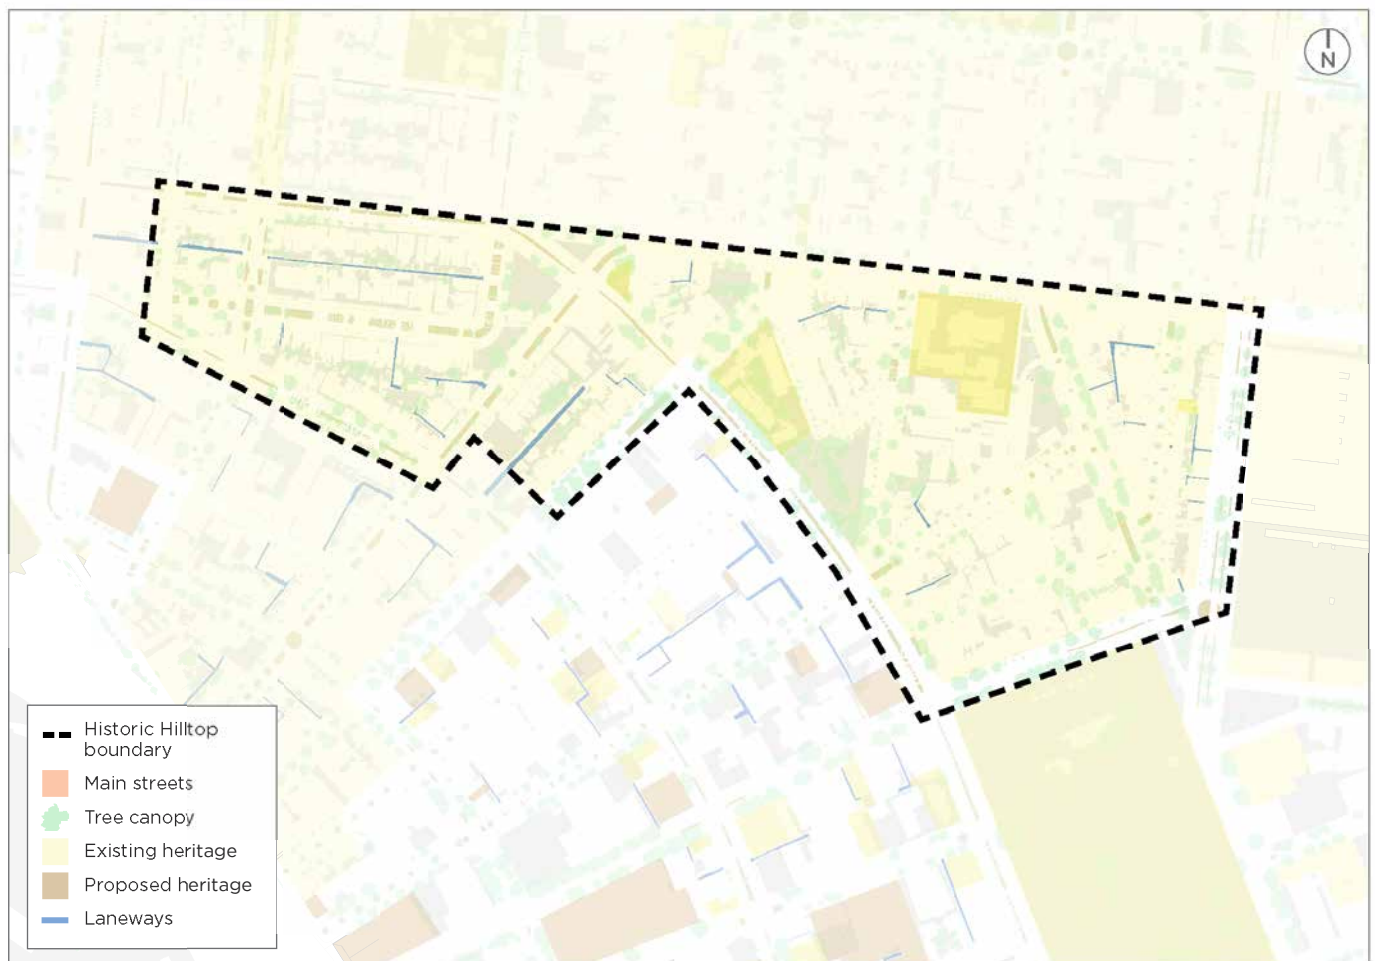 N
Historic Hilltop
boundary
Main streets
Tree canopy
Existing heritage
Proposed heritage
Laneways